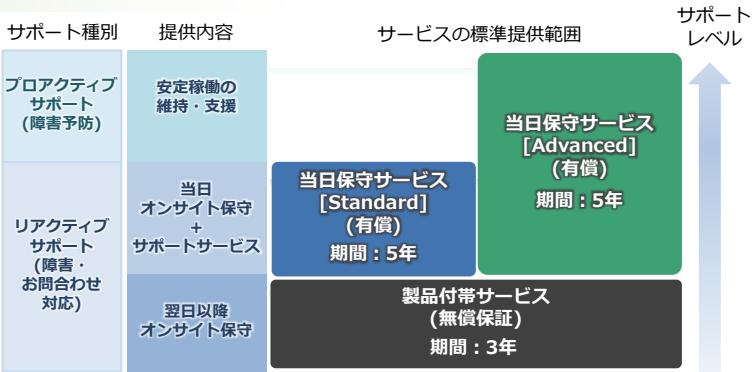 サポート種別
提供内容
サービスの標準提供範囲
サポート
レベル
プロアクティブ
サポート
(障害予防)
安定稼働の
維持・支援
当日保守サービス
[Advanced]
(有償)
期間：5年
リアクティブ
サポート
(障害・
お問合わせ
対応)
当日
オンサイト保守
+
サポートサービス
当日保守サービス
[Standard]
(有償)
期間：5年
翌日以降
オンサイト保守
製品付帯サービス
(無償保証)
期間：3年